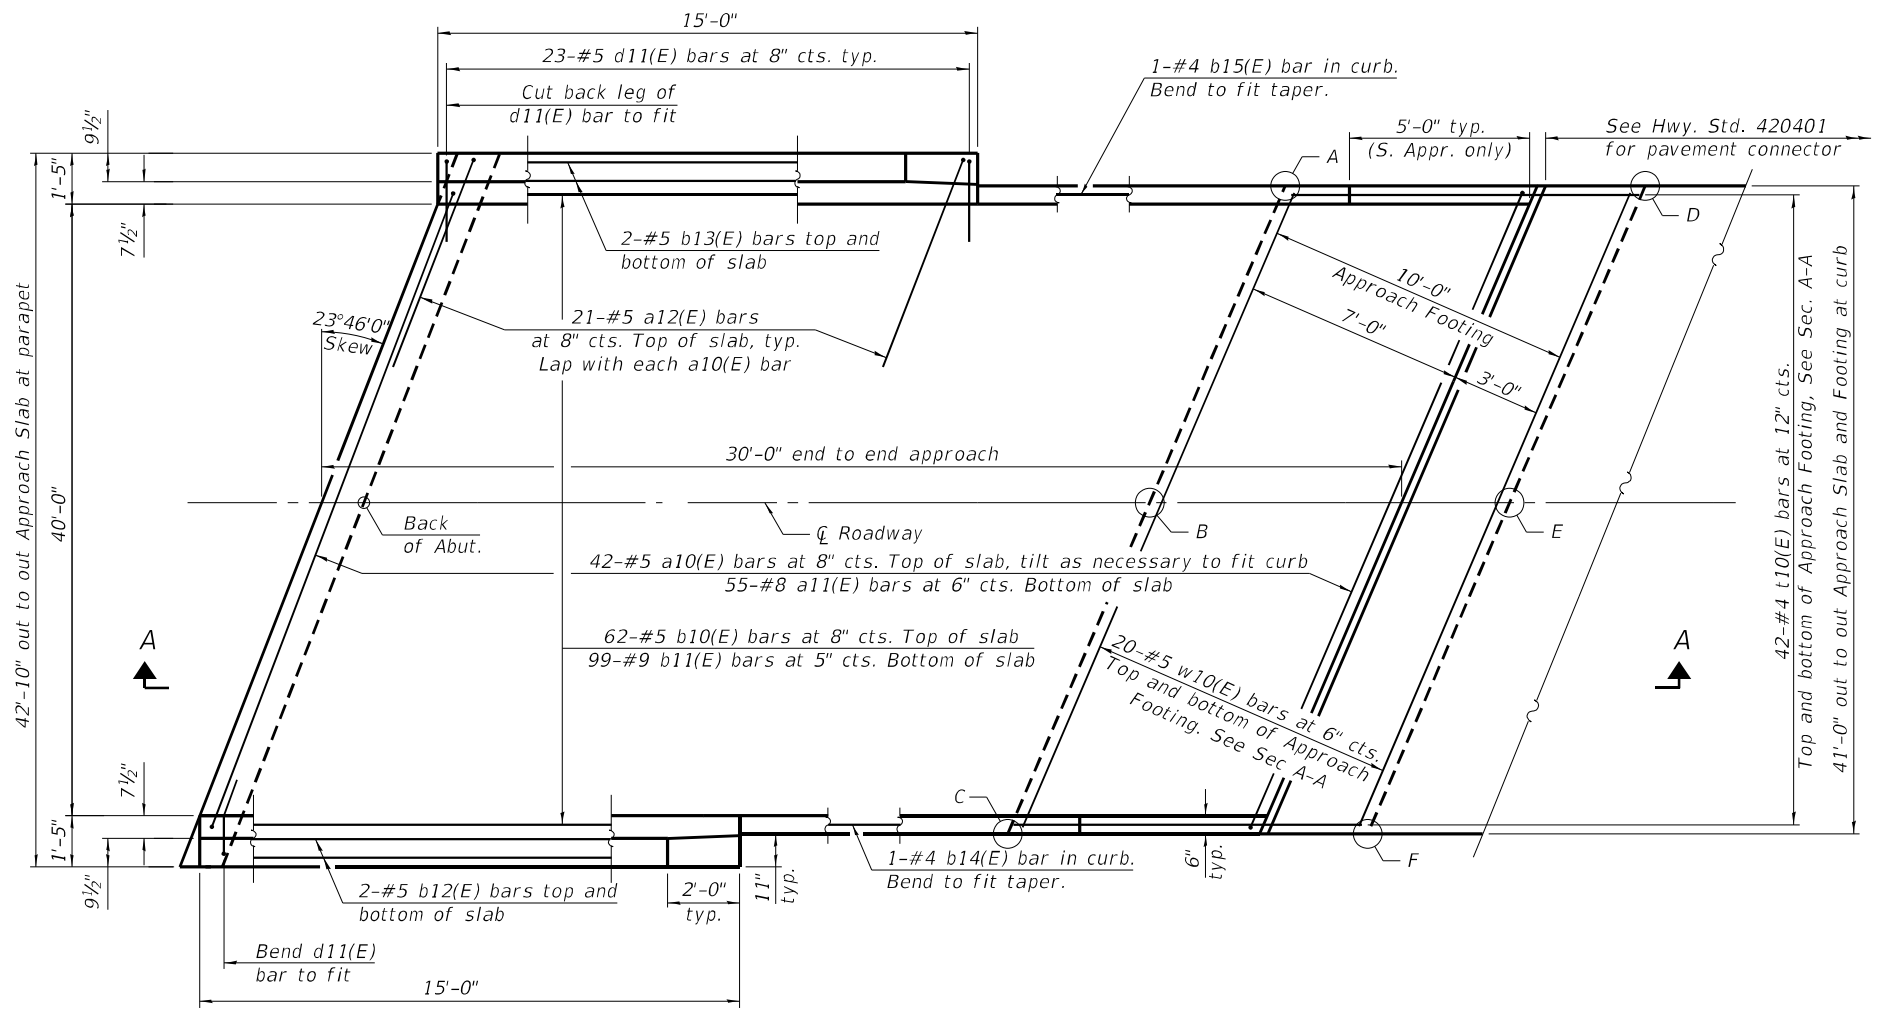 15'-0"
23-#5 d11(E) bars at 8" cts. typ.
Cut back leg of
d11(E) bar to fit
1-#4 b15(E) bar in curb.
Bend to fit taper.
5'-0" typ.
(S. Appr. only)
See Hwy. Std. 420401
for pavement connector
A
D
9½"
1'-5"
7½"
2-#5 b13(E) bars top and
bottom of slab
21-#5 a12(E) bars
at 8" cts. Top of slab, typ.
Lap with each a10(E) bar
23°46'0"
Skew
10'-0"
Approach Footing
7'-0"
3'-0"
42'-10" out to out Approach Slab at parapet
40'-0"
30'-0" end to end approach
Back
of Abut.
℄ Roadway
B
E
42-#5 a10(E) bars at 8" cts. Top of slab, tilt as necessary to fit curb
55-#8 a11(E) bars at 6" cts. Bottom of slab
62-#5 b10(E) bars at 8" cts. Top of slab
99-#9 b11(E) bars at 5" cts. Bottom of slab
20-#5 w10(E) bars at 6" cts.
Top and bottom of Approach
Footing. See Sec A-A
42-#4 t10(E) bars at 12" cts.
Top and bottom of Approach Footing, See Sec. A-A
41'-0" out to out Approach Slab and Footing at curb
A
A
7½"
1'-5"
9½"
C
F
1-#4 b14(E) bar in curb.
Bend to fit taper.
6"
typ.
11"
typ.
2'-0"
typ.
2-#5 b12(E) bars top and
bottom of slab
Bend d11(E)
bar to fit
15'-0"